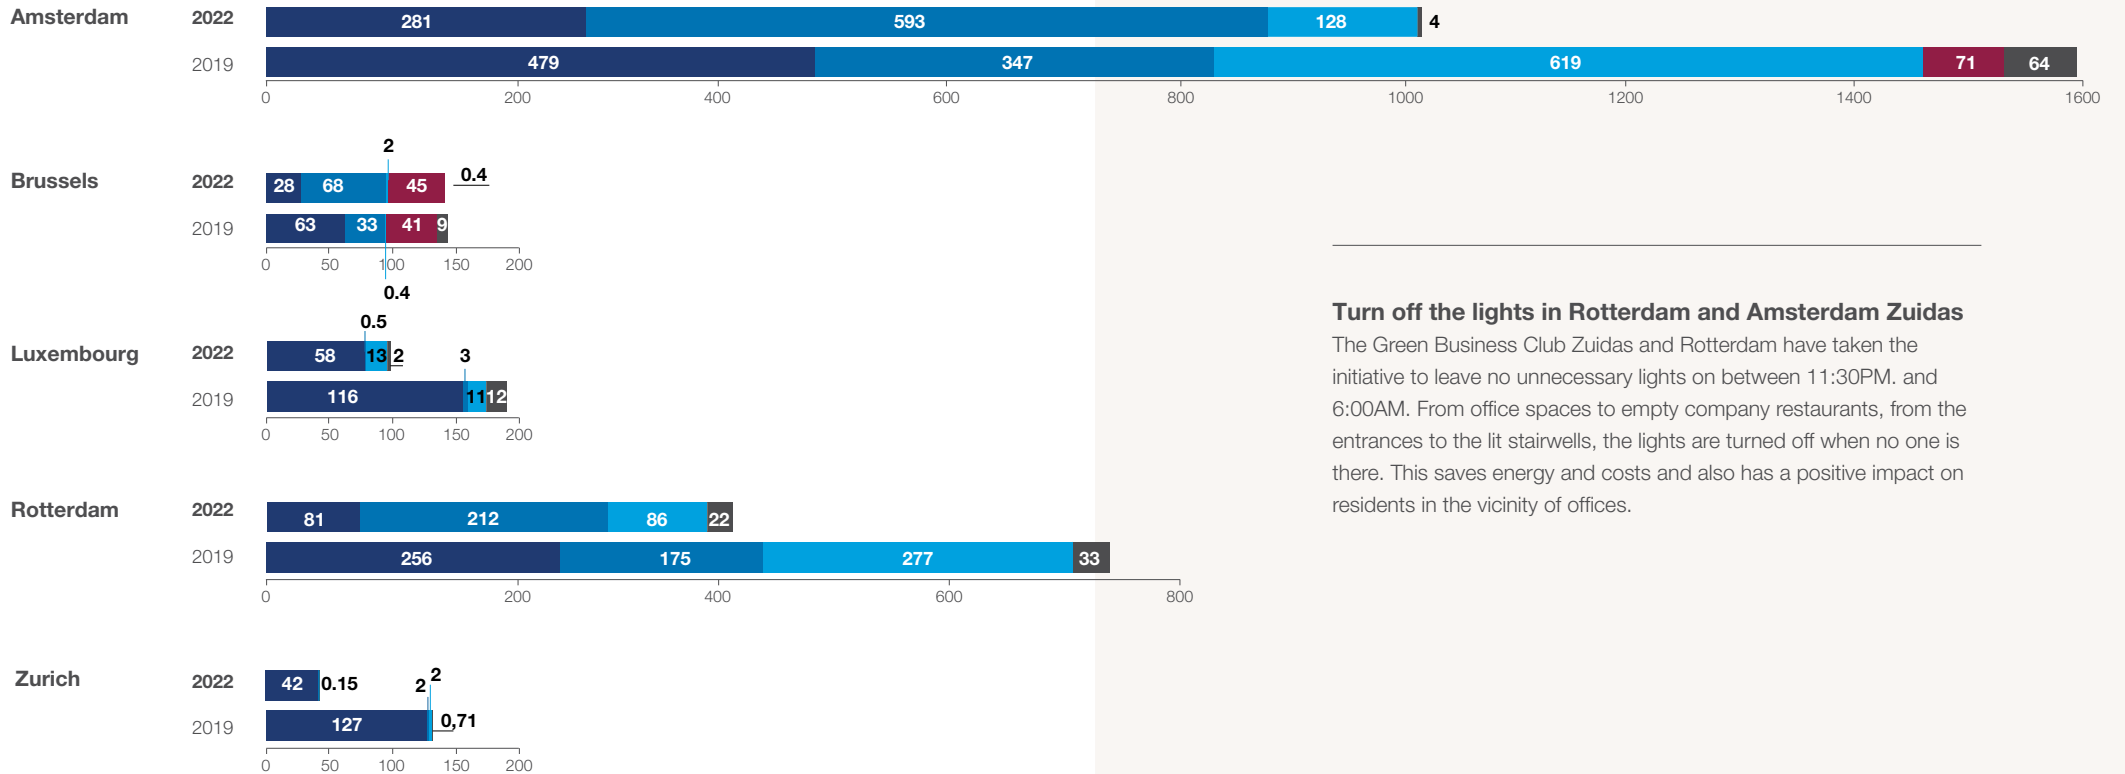 Amsterdam 2022 281 593 128 4
2019 479 347 619 71 64
0 200 400 600 800 1000 1200 1400 1600
2
Brussels 2022 28 68 45 0.4
2019 63 33 41 9
0 50 100 150 200
0.4
0.5
Luxembourg 2022 58 13 2 3
2019 116 11 12
0 50 100 150 200
Rotterdam 2022 81 212 86 22
2019 256 175 277 33
0 200 400 600 800
Zurich 2022 42 0.15 2 2
2019 127 0,71
0 50 100 150 200
Turn off the lights in Rotterdam and Amsterdam Zuidas
The Green Business Club Zuidas and Rotterdam have taken the
initiative to leave no unnecessary lights on between 11:30PM. and
6:00AM. From office spaces to empty company restaurants, from the
entrances to the lit stairwells, the lights are turned off when no one is
there. This saves energy and costs and also has a positive impact on
residents in the vicinity of offices.